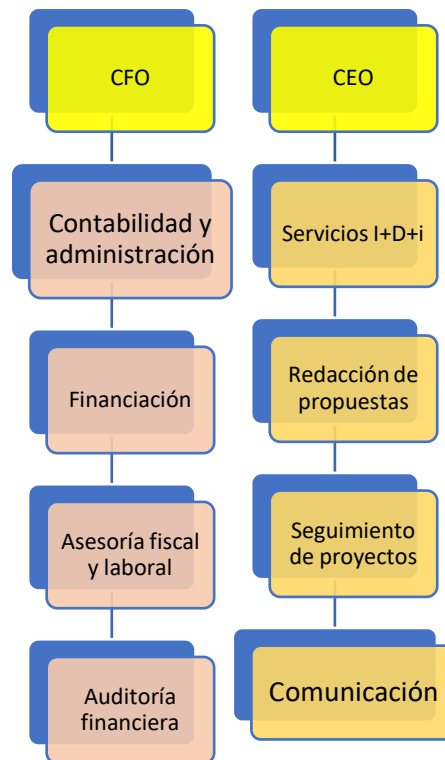 CFO
Contabilidad y
administración
Financiación
Asesoría fiscal
y laboral
Auditoría
financiera
CEO
Servicios I+D+i
Redacción de
propuestas
Seguimiento
de proyectos
Comunicación